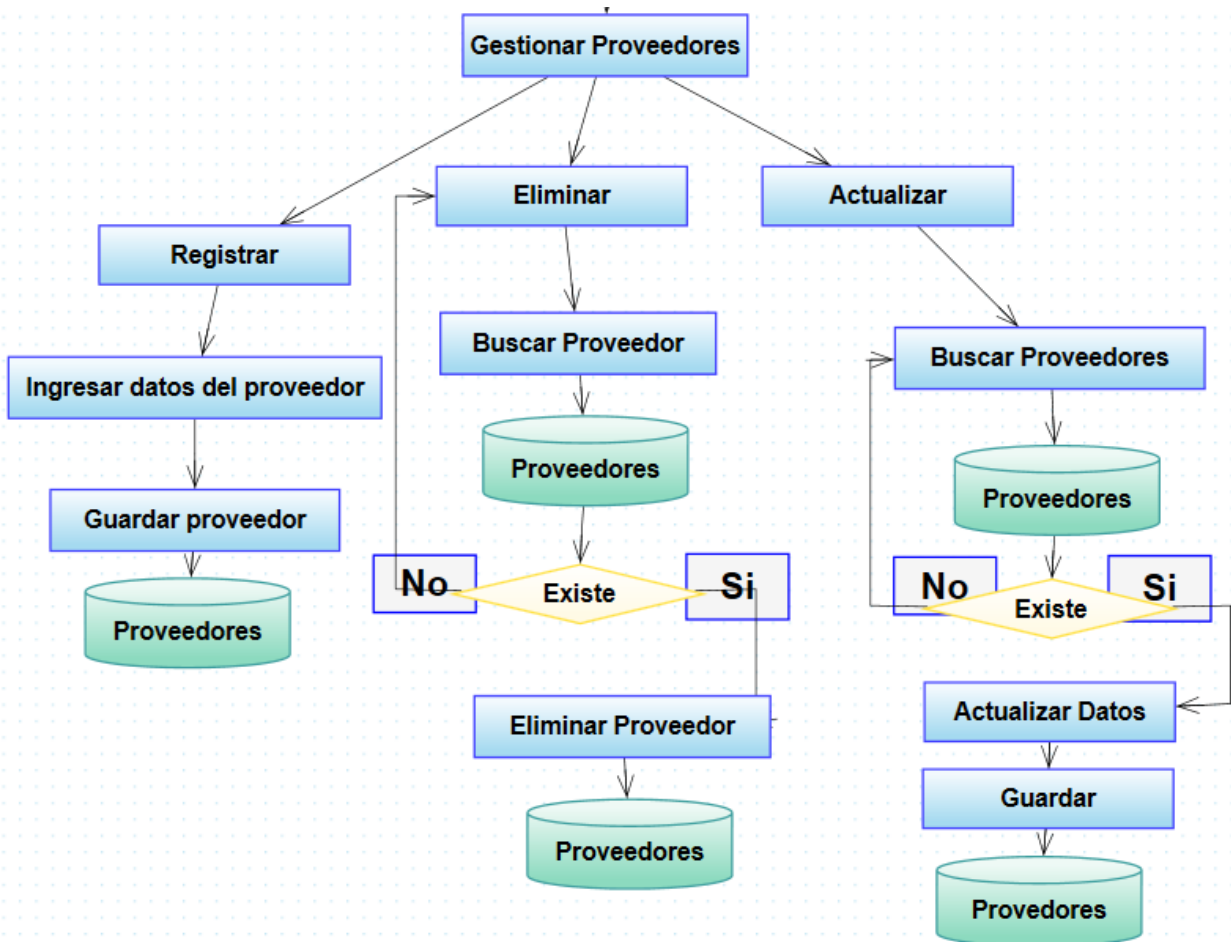 Gestionar Proveedores
Eliminar
Actualizar
Registrar
Buscar Proveedor
Buscar Proveedores
Ingresar datos del proveedor
Proveedores
Proveedores
Guardar proveedor
No
Existe
Si
No
Existe
Si
Proveedores
Eliminar Proveedor
Actualizar Datos
Guardar
Proveedores
Provedores